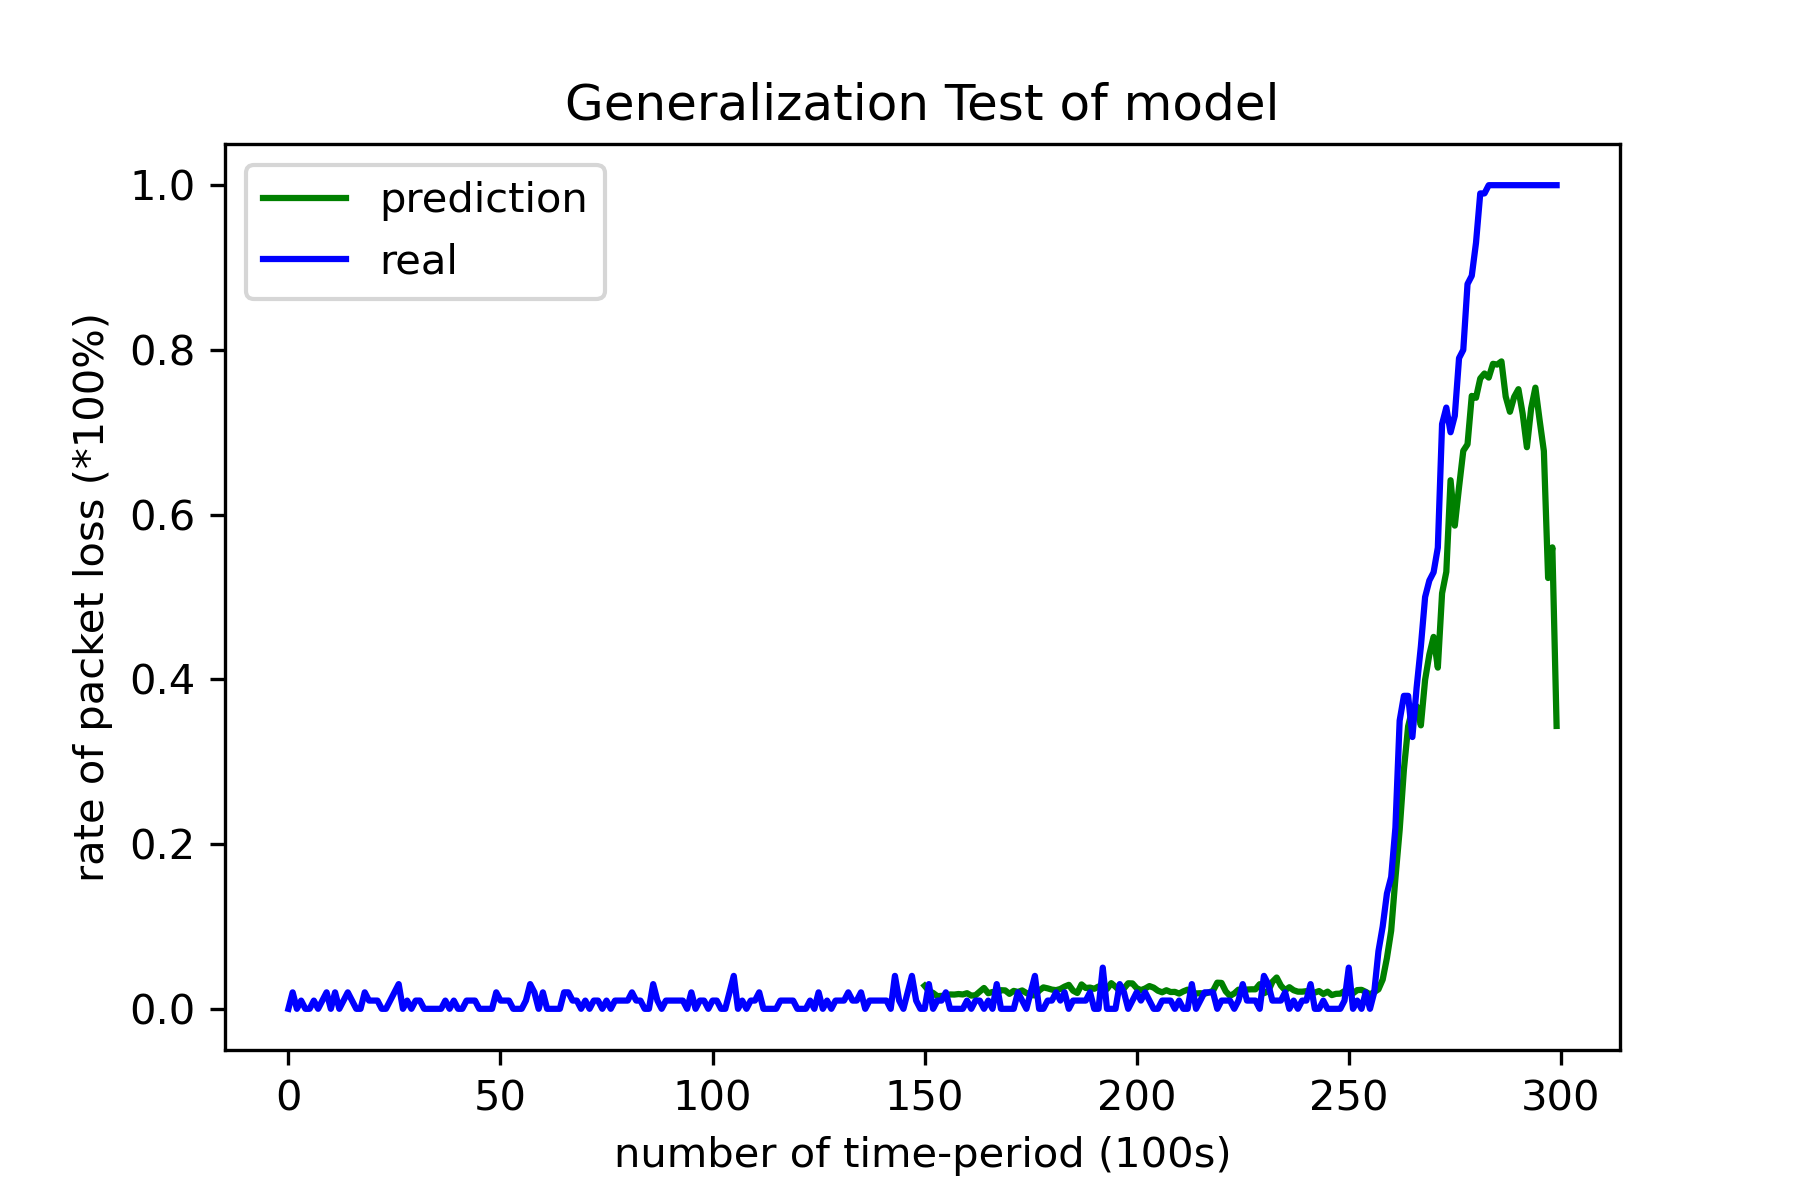 Generalization Test of model
prediction
real
rate of packet loss (*100%)
1.0
0.8
0.6
0.4
0.2
0.0
0 50 100 150 200 250 300
number of time-period (100s)